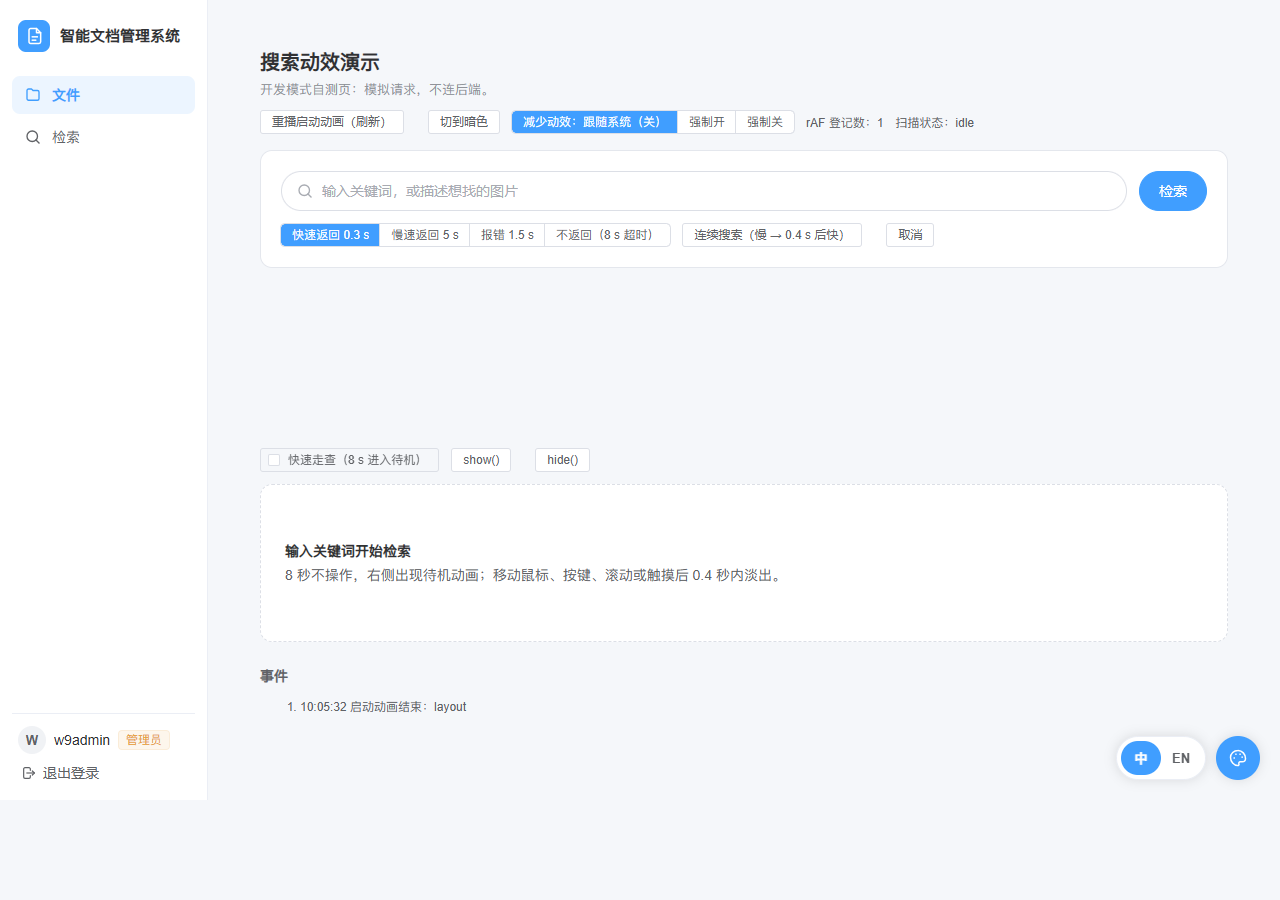 智能文档管理系统
文件
检索
搜索动效演示
开发模式自测页：模拟请求，不连后端。
重播启动动画（刷新） 切到暗色 减少动效：跟随系统（关） 强制开 强制关 rAF 登记数：1 扫描状态：idle
输入关键词，或描述想找的图片 检索
快速返回 0.3 s 慢速返回 5 s 报错 1.5 s 不返回（8 s 超时） 连续搜索（慢 → 0.4 s 后快） 取消
快速走查（8 s 进入待机） show() hide()
输入关键词开始检索
8 秒不操作，右侧出现待机动画；移动鼠标、按键、滚动或触摸后 0.4 秒内淡出。
事件
1. 10:05:32 启动动画结束：layout
W w9admin 管理员
退出登录
中 EN